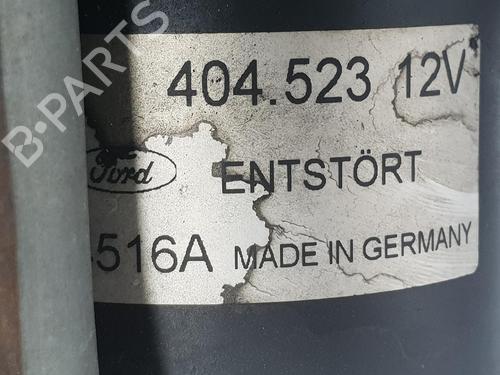 B-PARTS
404.523 12V
Ford
ENTSTÖRT
516A MADE IN GERMANY